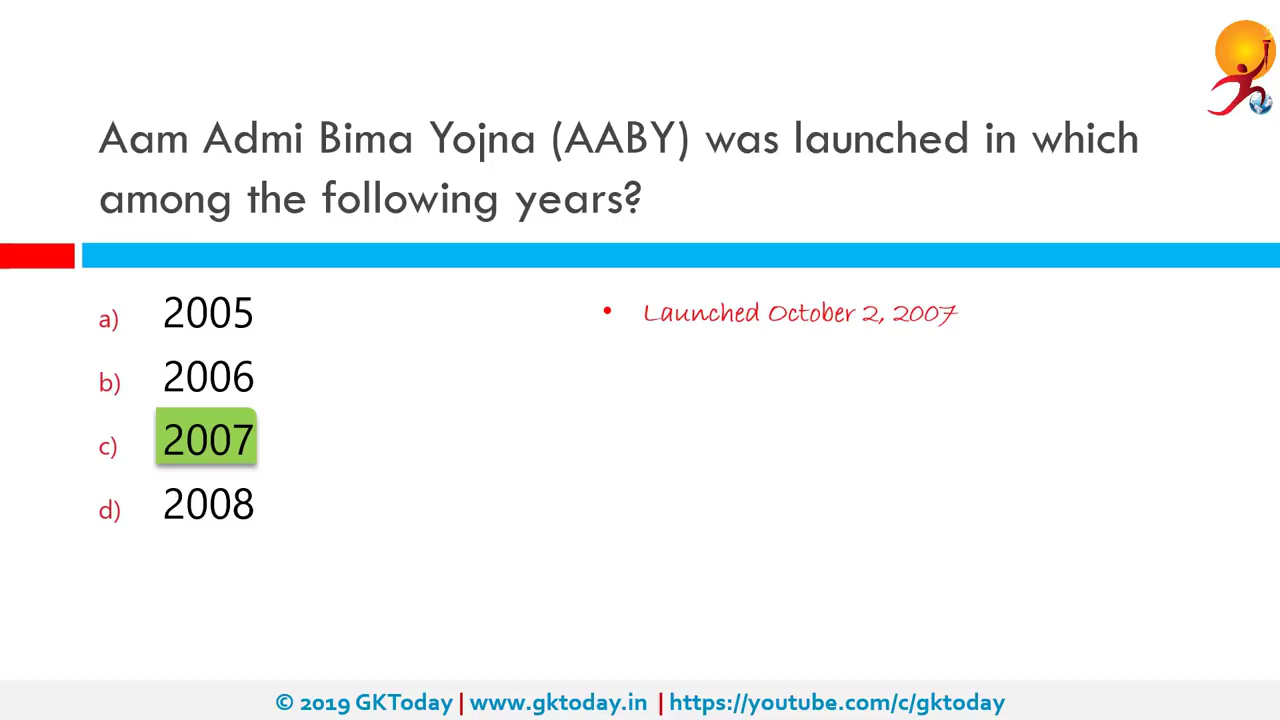 Aam Admi Bima Yojna (AABY) was launched in which
among the following years?
a) 2005
b) 2006
c) 2007
d) 2008
• Launched October 2, 2007
© 2019 GKToday | www.gktoday.in | https://youtube.com/c/gktoday